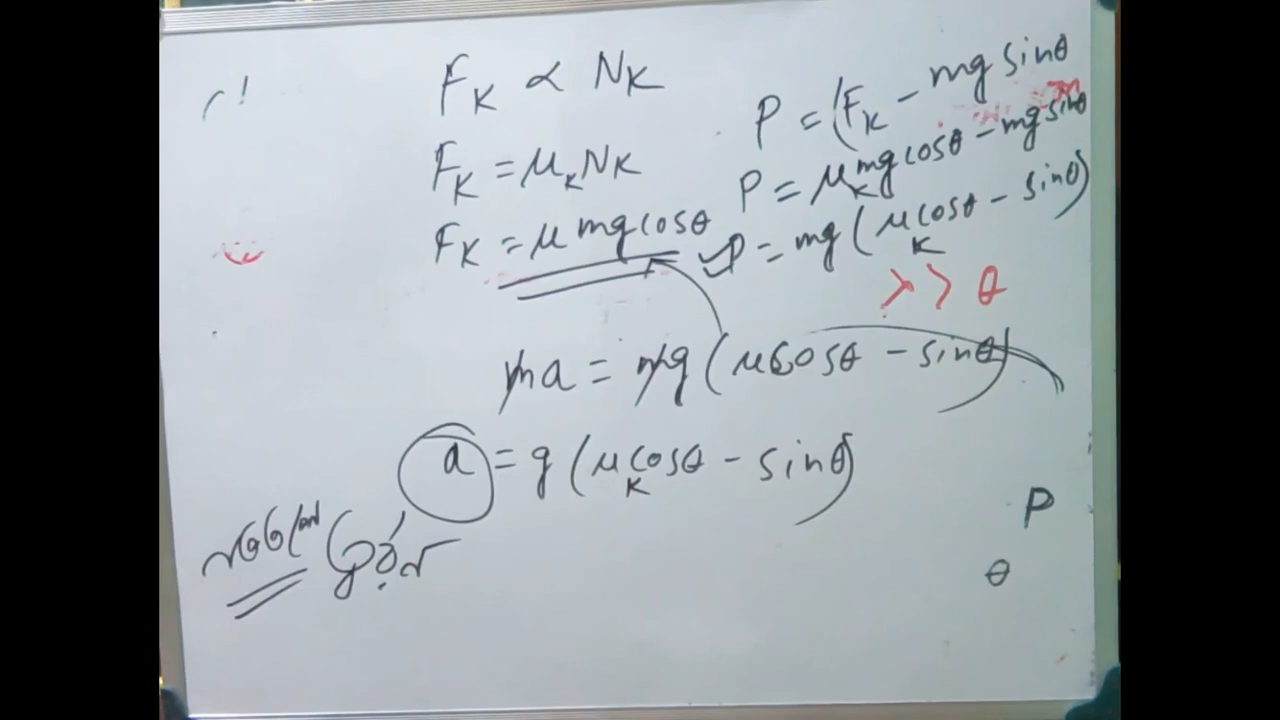 F_K ∝ N_K
F_K = μ_K N_K
F_K = μ mg cosθ
P = (F_K - mg sinθ
P = μ_K mg cosθ - mg sinθ
P = mg (μ_K cosθ - sinθ)
>> θ
ma = mg (μ cosθ - sinθ)
a = g (μ_K cosθ - sinθ)
P
θ